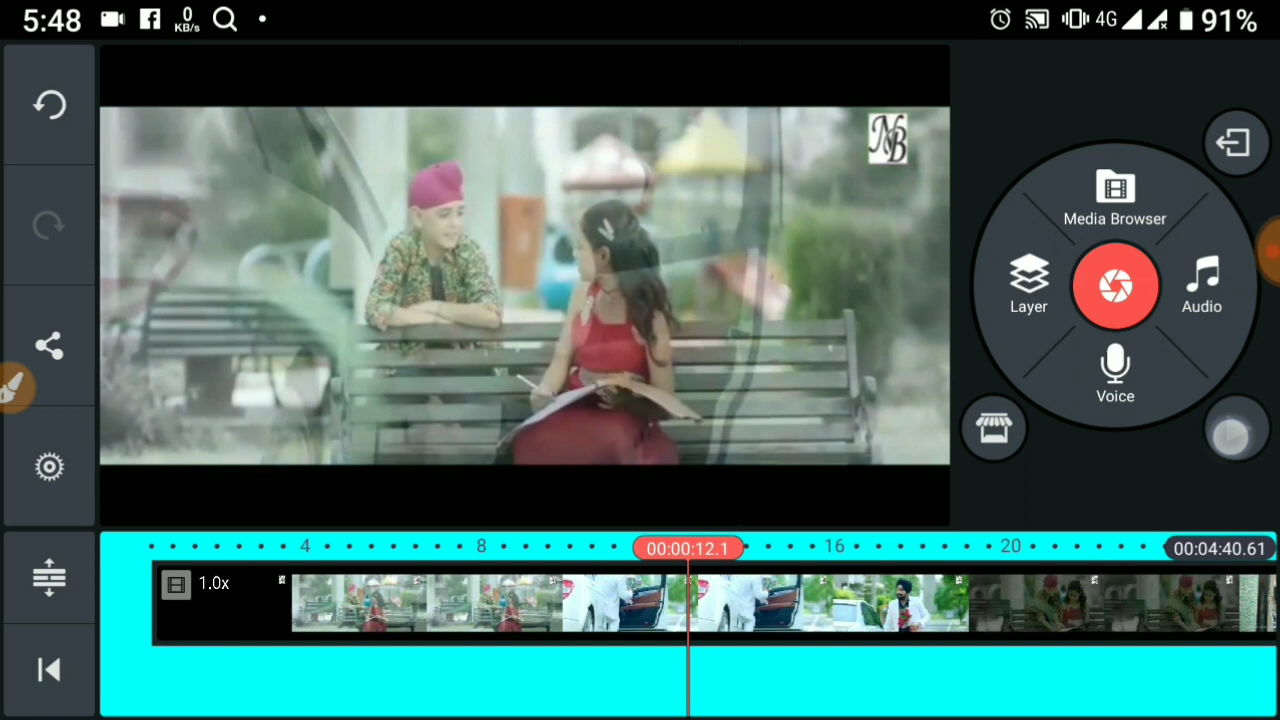 5:48
0
KB/s
4G
91%
NB
Media Browser
Layer
Audio
Voice
4
8
00:00:12.1
16
20
00:04:40.61
1.0x